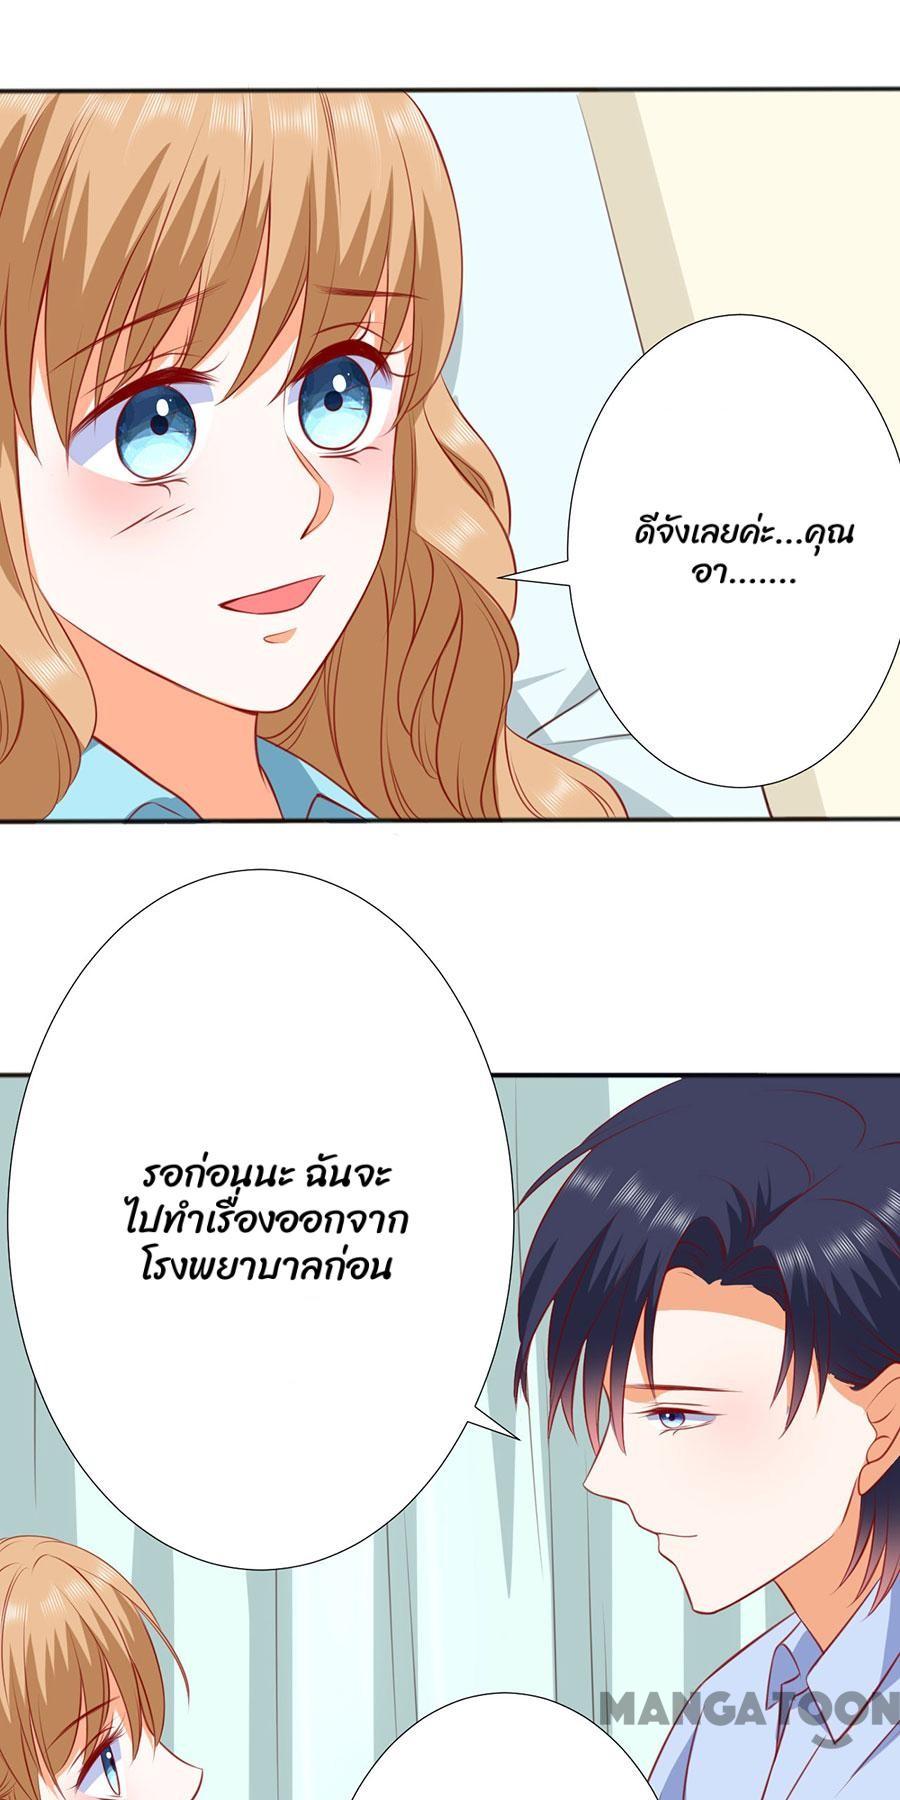 ดีจังเลยค่ะ...คุณ
อา.......
รอก่อนนะ ฉันจะ
ไปทำเรื่องออกจาก
โรงพยาบาลก่อน
MANGATOON